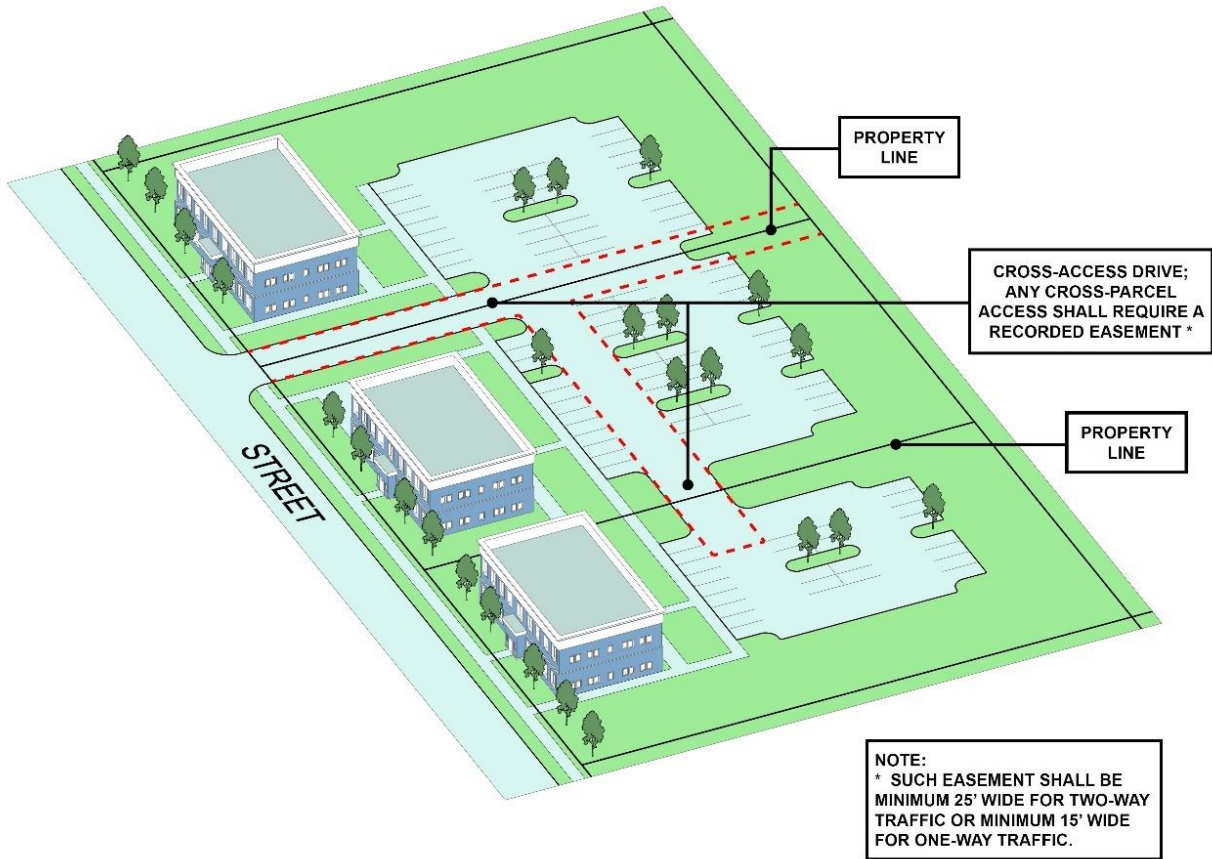 PROPERTY
LINE
CROSS-ACCESS DRIVE;
ANY CROSS-PARCEL
ACCESS SHALL REQUIRE A
RECORDED EASEMENT *
PROPERTY
LINE
STREET
NOTE:
* SUCH EASEMENT SHALL BE
MINIMUM 25' WIDE FOR TWO-WAY
TRAFFIC OR MINIMUM 15' WIDE
FOR ONE-WAY TRAFFIC.